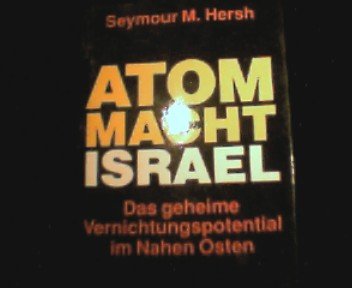 Seymour M. Hersh
ATOM
MACHT
ISRAEL
Das geheime
Vernichtungspotential
im Nahen Osten